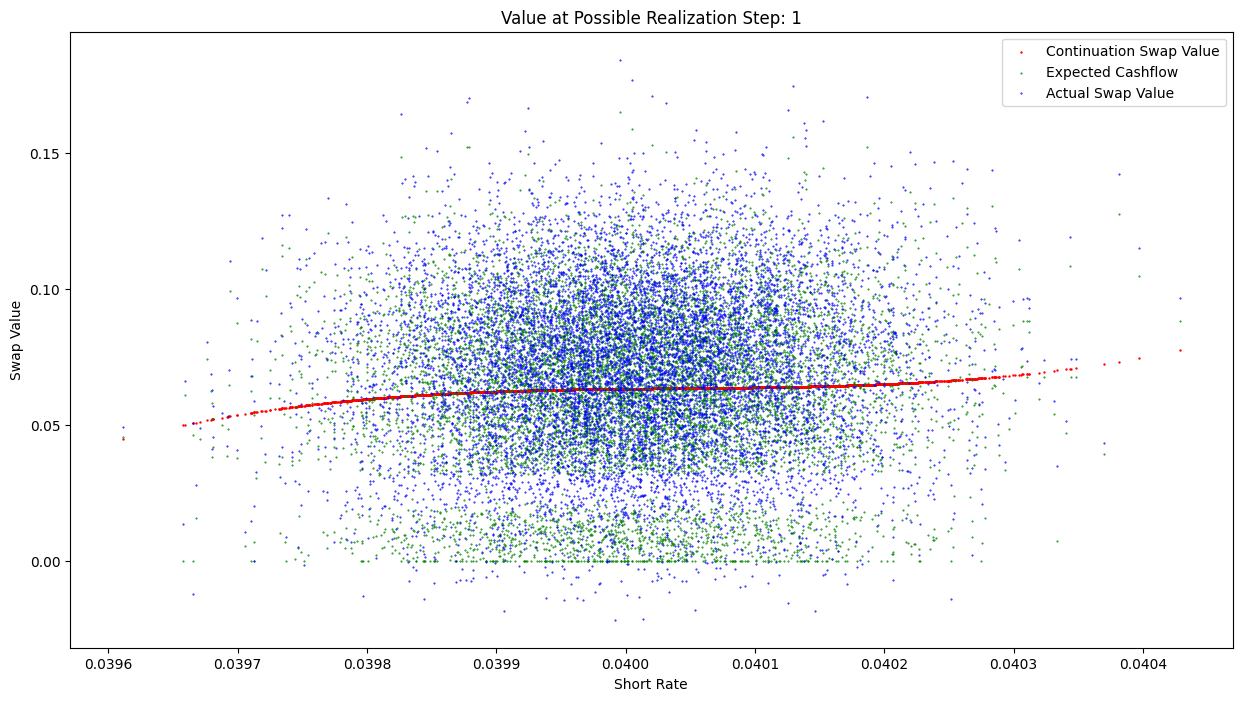 Value at Possible Realization Step: 1
Continuation Swap Value
Expected Cashflow
Actual Swap Value
Swap Value
0.15
0.10
0.05
0.00
0.0396
0.0397
0.0398
0.0399
0.0400
0.0401
0.0402
0.0403
0.0404
Short Rate